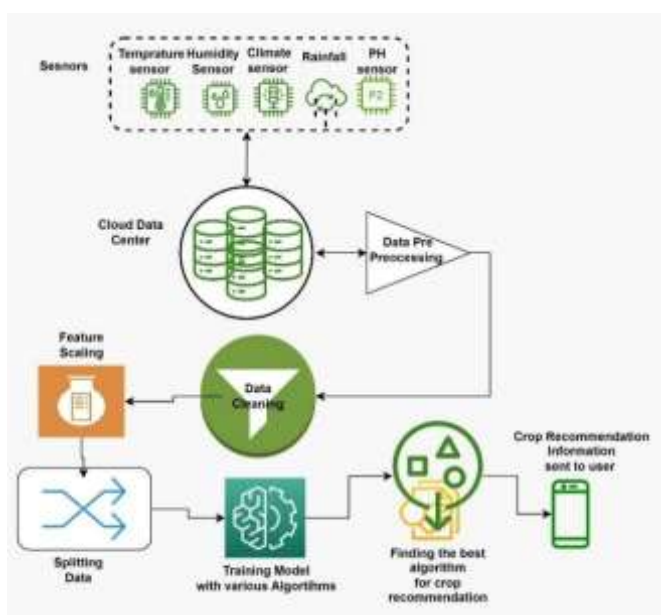 Sesnors
Temprature
sensor
Humidity
Sensor
Climate
sensor
Rainfall
PH
sensor
P2
Cloud Data
Center
Data Pre
Preocessing
Feature
Scaling
Data
Cleaning
Splitting
Data
Training Model
with various Algortihms
Finding the best
algorithm
for crop
recommendation
Crop Recommendation
Information
sent to user